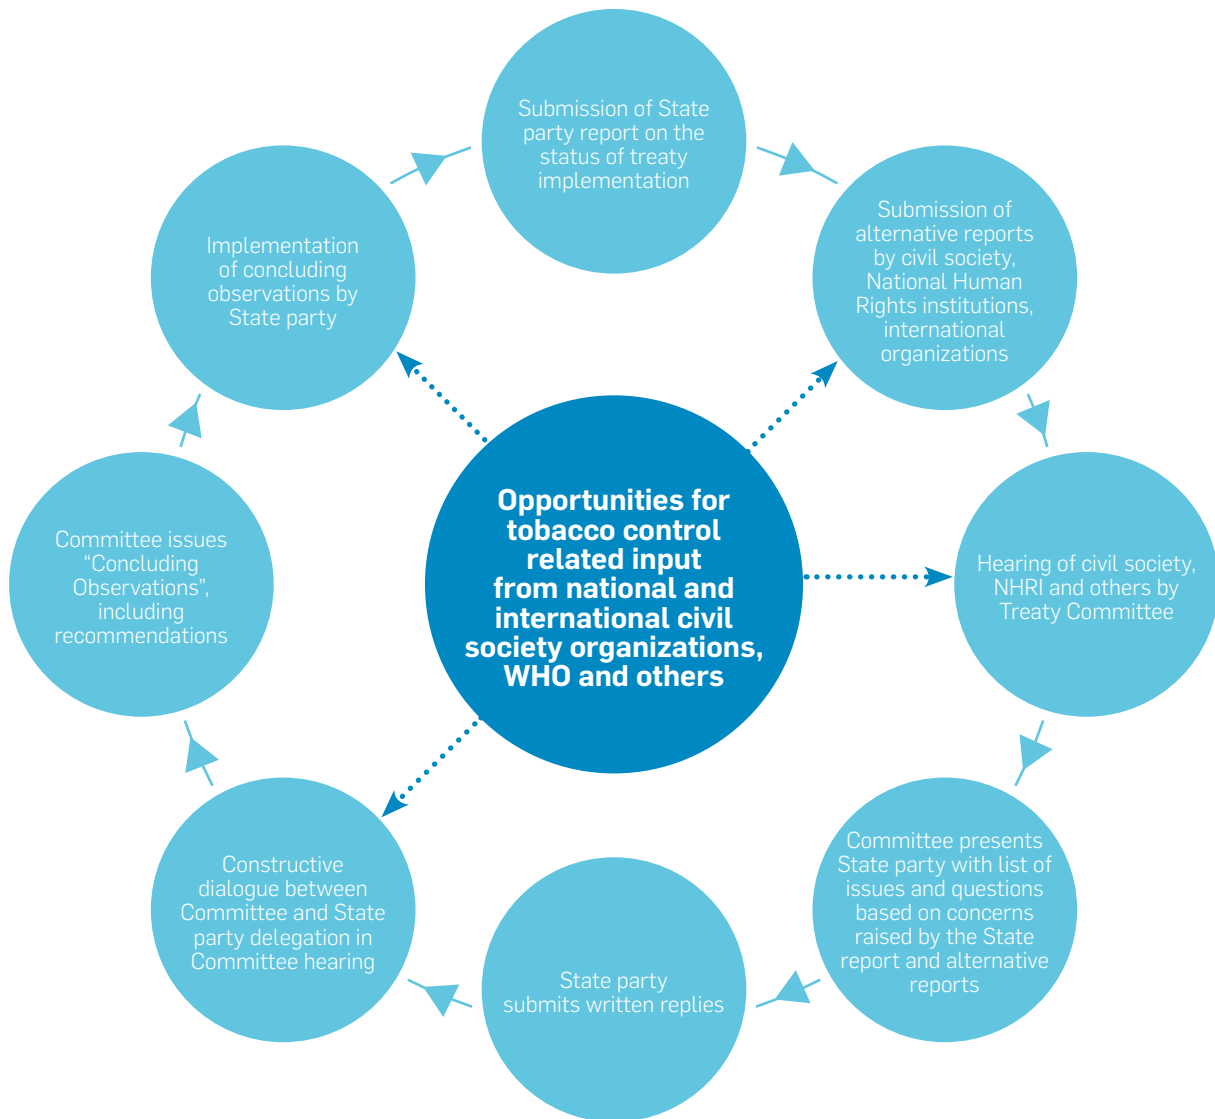 Submission of State
party report on the
status of treaty
implementation
Submission of
alternative reports
by civil society,
National Human
Rights institutions,
international
organizations
Hearing of civil society,
NHRI and others by
Treaty Committee
Committee presents
State party with list of
issues and questions
based on concerns
raised by the State
report and alternative
reports
State party
submits written replies
Constructive
dialogue between
Committee and State
party delegation in
Committee hearing
Committee issues
“Concluding
Observations”,
including
recommendations
Implementation
of concluding
observations by
State party
Opportunities for
tobacco control
related input
from national and
international civil
society organizations,
WHO and others